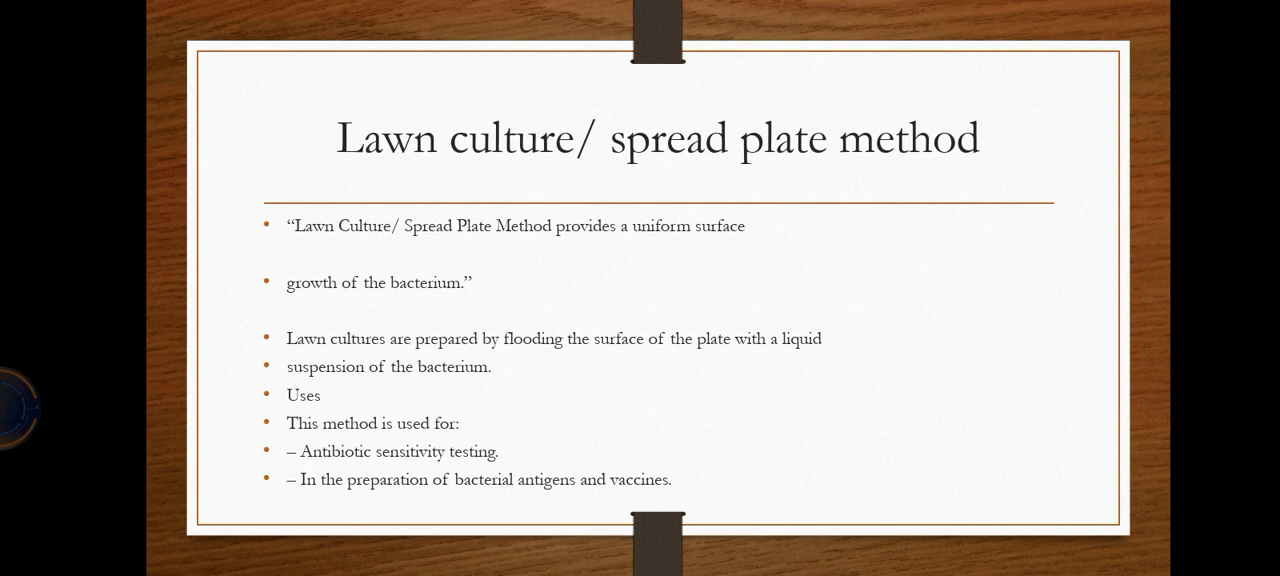 Lawn culture/ spread plate method
• “Lawn Culture/ Spread Plate Method provides a uniform surface
• growth of the bacterium.”
• Lawn cultures are prepared by flooding the surface of the plate with a liquid
• suspension of the bacterium.
• Uses
• This method is used for:
• – Antibiotic sensitivity testing.
• – In the preparation of bacterial antigens and vaccines.